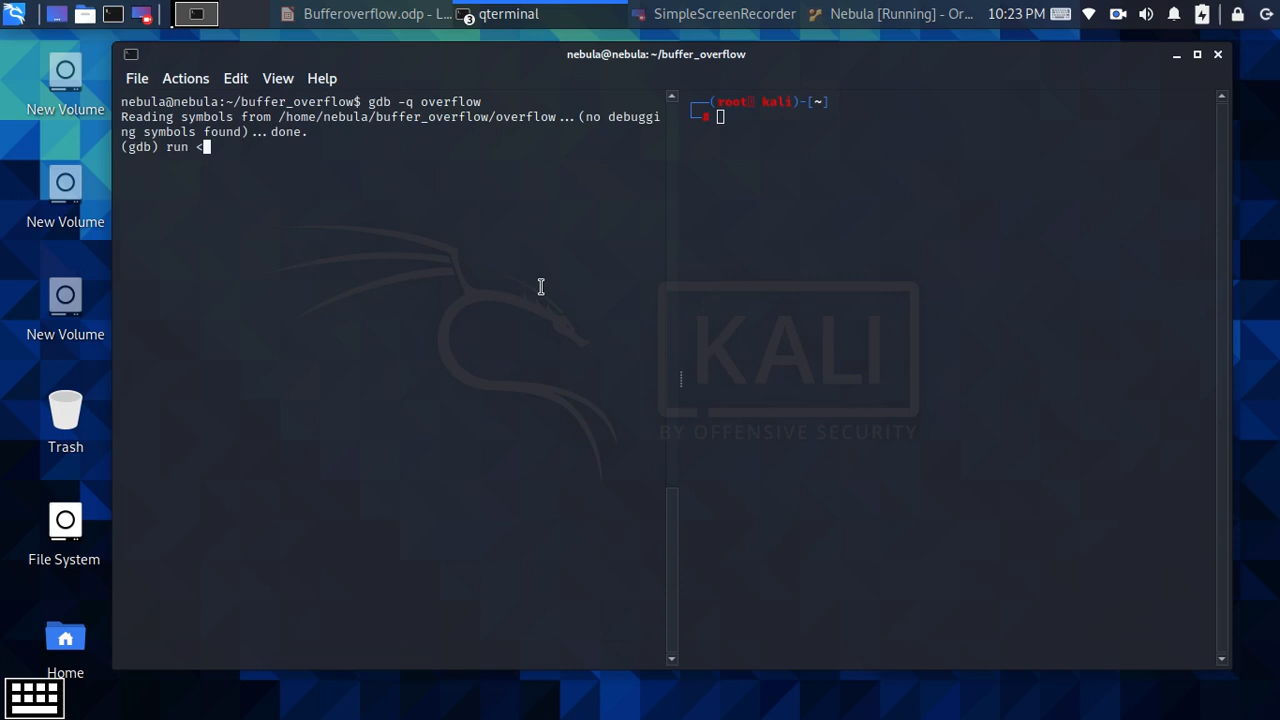 Bufferoverflow.odp - L...
3
qterminal
SimpleScreenRecorder
Nebula [Running] - Or...
10:23 PM
nebula@nebula: ~/buffer_overflow
File Actions Edit View Help
nebula@nebula:~/buffer_overflow$ gdb -q overflow
Reading symbols from /home/nebula/buffer_overflow/overflow...(no debuggi
ng symbols found)...done.
(gdb) run <
(root kali)-[~]
#
New Volume
New Volume
New Volume
Trash
File System
Home
KALI
BY OFFENSIVE SECURITY